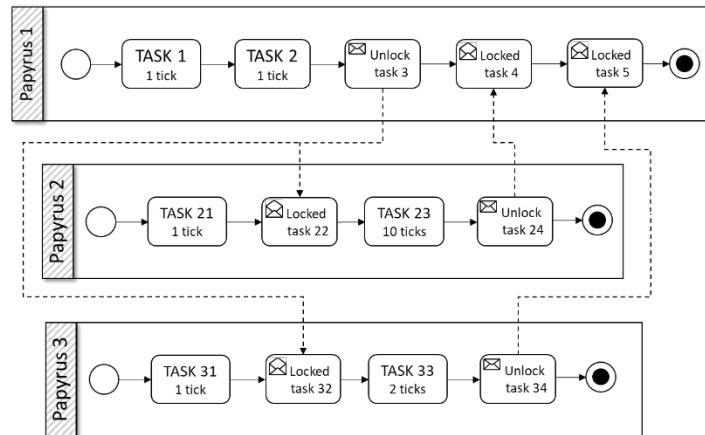 Papyrus 1
TASK 1
1 tick
TASK 2
1 tick
Unlock
task 3
Locked
task 4
Locked
task 5
Papyrus 2
TASK 21
1 tick
Locked
task 22
TASK 23
10 ticks
Unlock
task 24
Papyrus 3
TASK 31
1 tick
Locked
task 32
TASK 33
2 ticks
Unlock
task 34